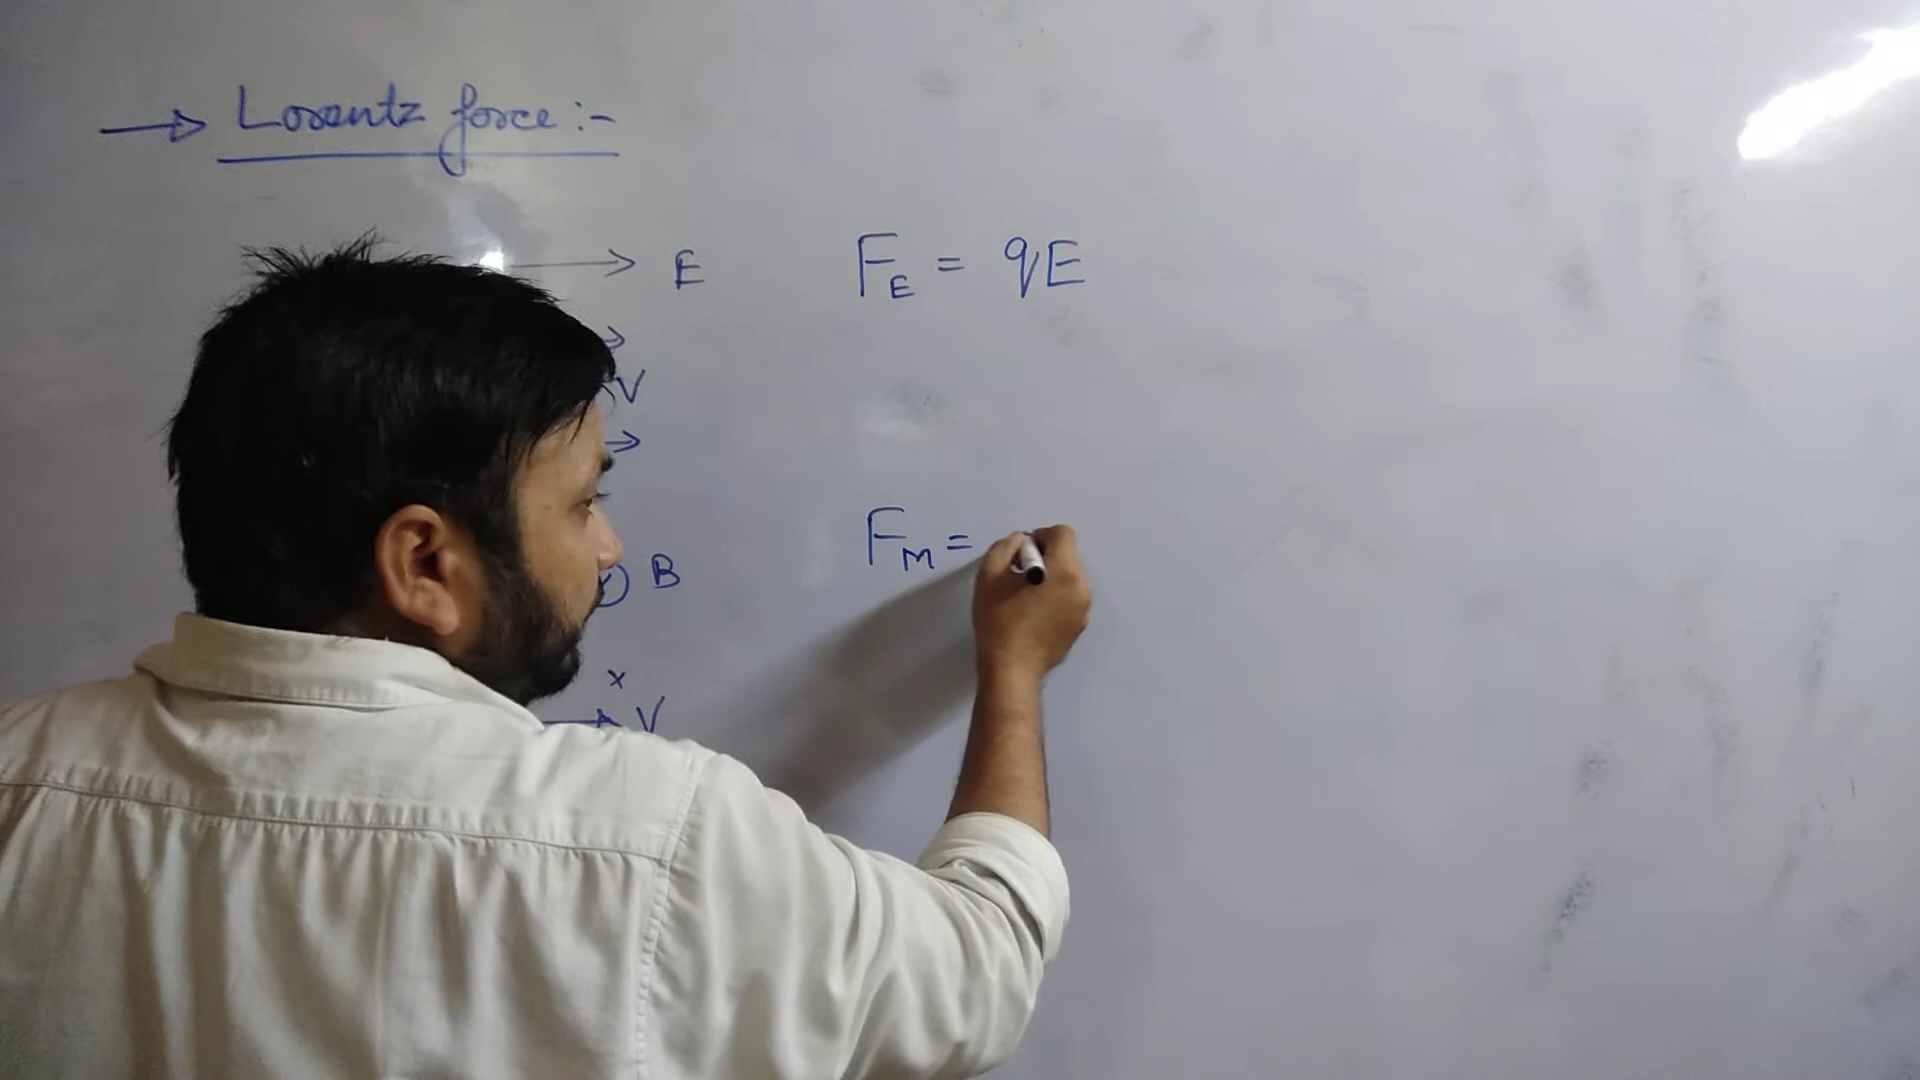 → Lorentz force :-
E
F_E = qE
V
F_M =
B
x
V